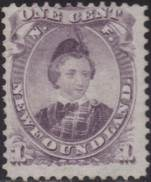 ONE CENT
N. F.
NEWFOUNDLAND.
1 1